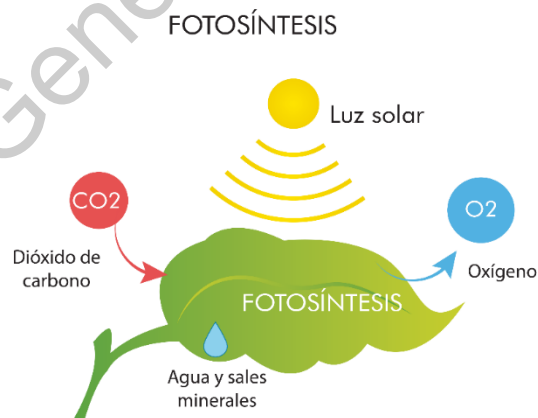 FOTOSÍNTESIS
Luz solar
CO2
O2
Dióxido de
carbono
Oxígeno
FOTOSÍNTESIS
Agua y sales
minerales